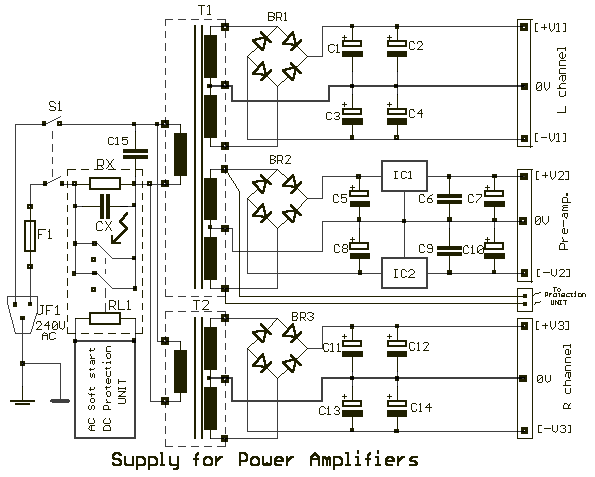 T1
BR1
[+V1]
C1
C2
0V
L channel
S1
C3
C4
C15
[-V1]
RX
BR2
IC1
[+V2]
C5
C6
C7
CX
0V
Pre-amp.
F1
C8
C9
C10
IC2
[-V2]
To
Protection
UNIT
JF1
240V
AC
RL1
T2
BR3
[+V3]
C11
C12
AC Soft start
DC Protection
UNIT
0V
R channel
C13
C14
[-V3]
Supply for Power Amplifiers